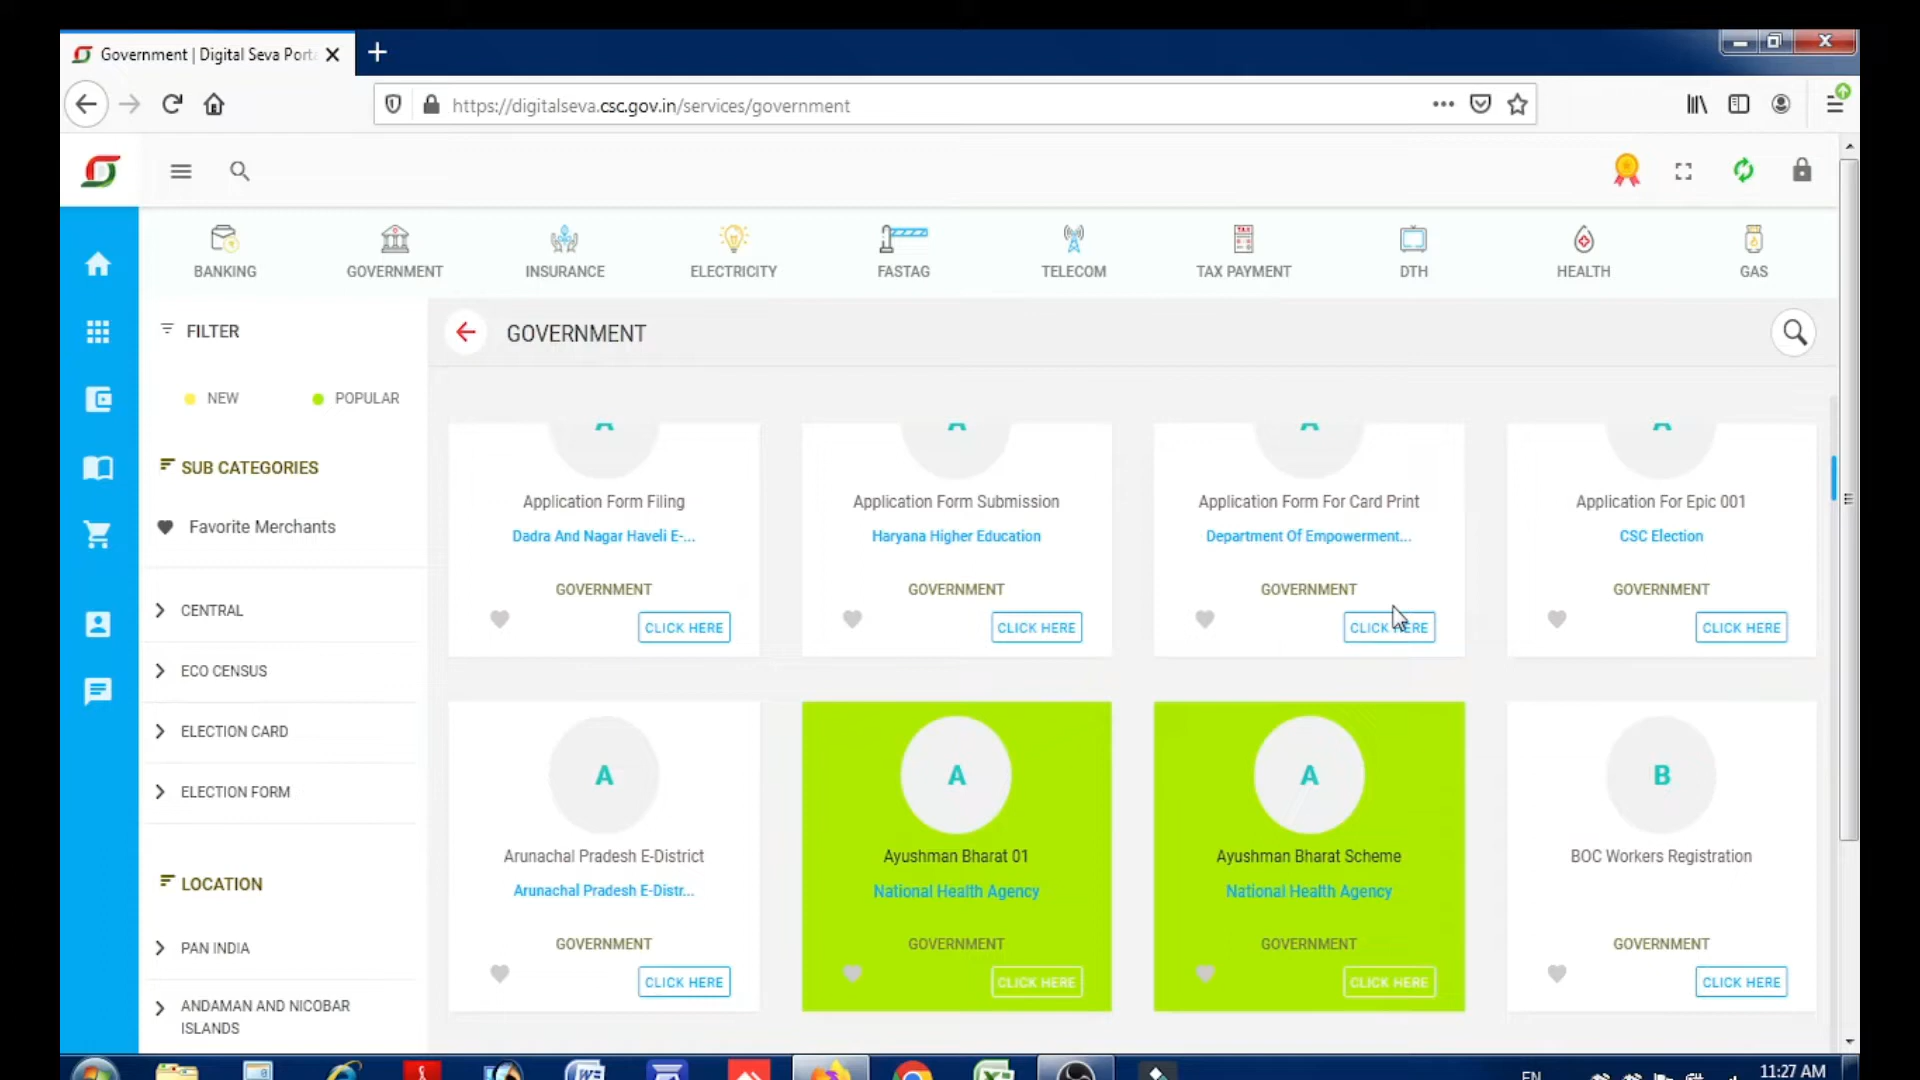 Government | Digital Seva Port
https://digitalseva.csc.gov.in/services/government
BANKING
GOVERNMENT
INSURANCE
ELECTRICITY
FASTAG
TELECOM
TAX PAYMENT
DTH
HEALTH
GAS
FILTER
NEW
POPULAR
SUB CATEGORIES
Favorite Merchants
CENTRAL
ECO CENSUS
ELECTION CARD
ELECTION FORM
LOCATION
PAN INDIA
ANDAMAN AND NICOBAR
ISLANDS
GOVERNMENT
Application Form Filing
Dadra And Nagar Haveli E-...
GOVERNMENT
CLICK HERE
Application Form Submission
Haryana Higher Education
GOVERNMENT
CLICK HERE
Application Form For Card Print
Department Of Empowerment...
GOVERNMENT
CLICK HERE
Application For Epic 001
CSC Election
GOVERNMENT
CLICK HERE
A
Arunachal Pradesh E-District
Arunachal Pradesh E-Distr...
GOVERNMENT
CLICK HERE
A
Ayushman Bharat 01
National Health Agency
GOVERNMENT
CLICK HERE
A
Ayushman Bharat Scheme
National Health Agency
GOVERNMENT
CLICK HERE
B
BOC Workers Registration
GOVERNMENT
CLICK HERE
EN
11:27 AM